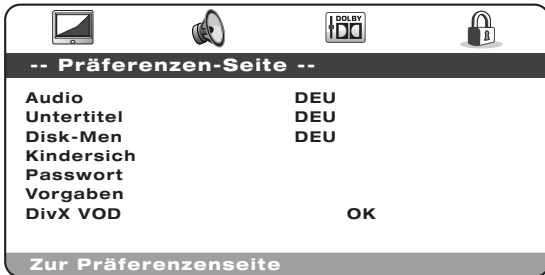 DOLBY
-- Präferenzen-Seite --
Audio DEU
Untertitel DEU
Disk-Men DEU
Kindersich
Passwort
Vorgaben
DivX VOD OK
Zur Präferenzenseite